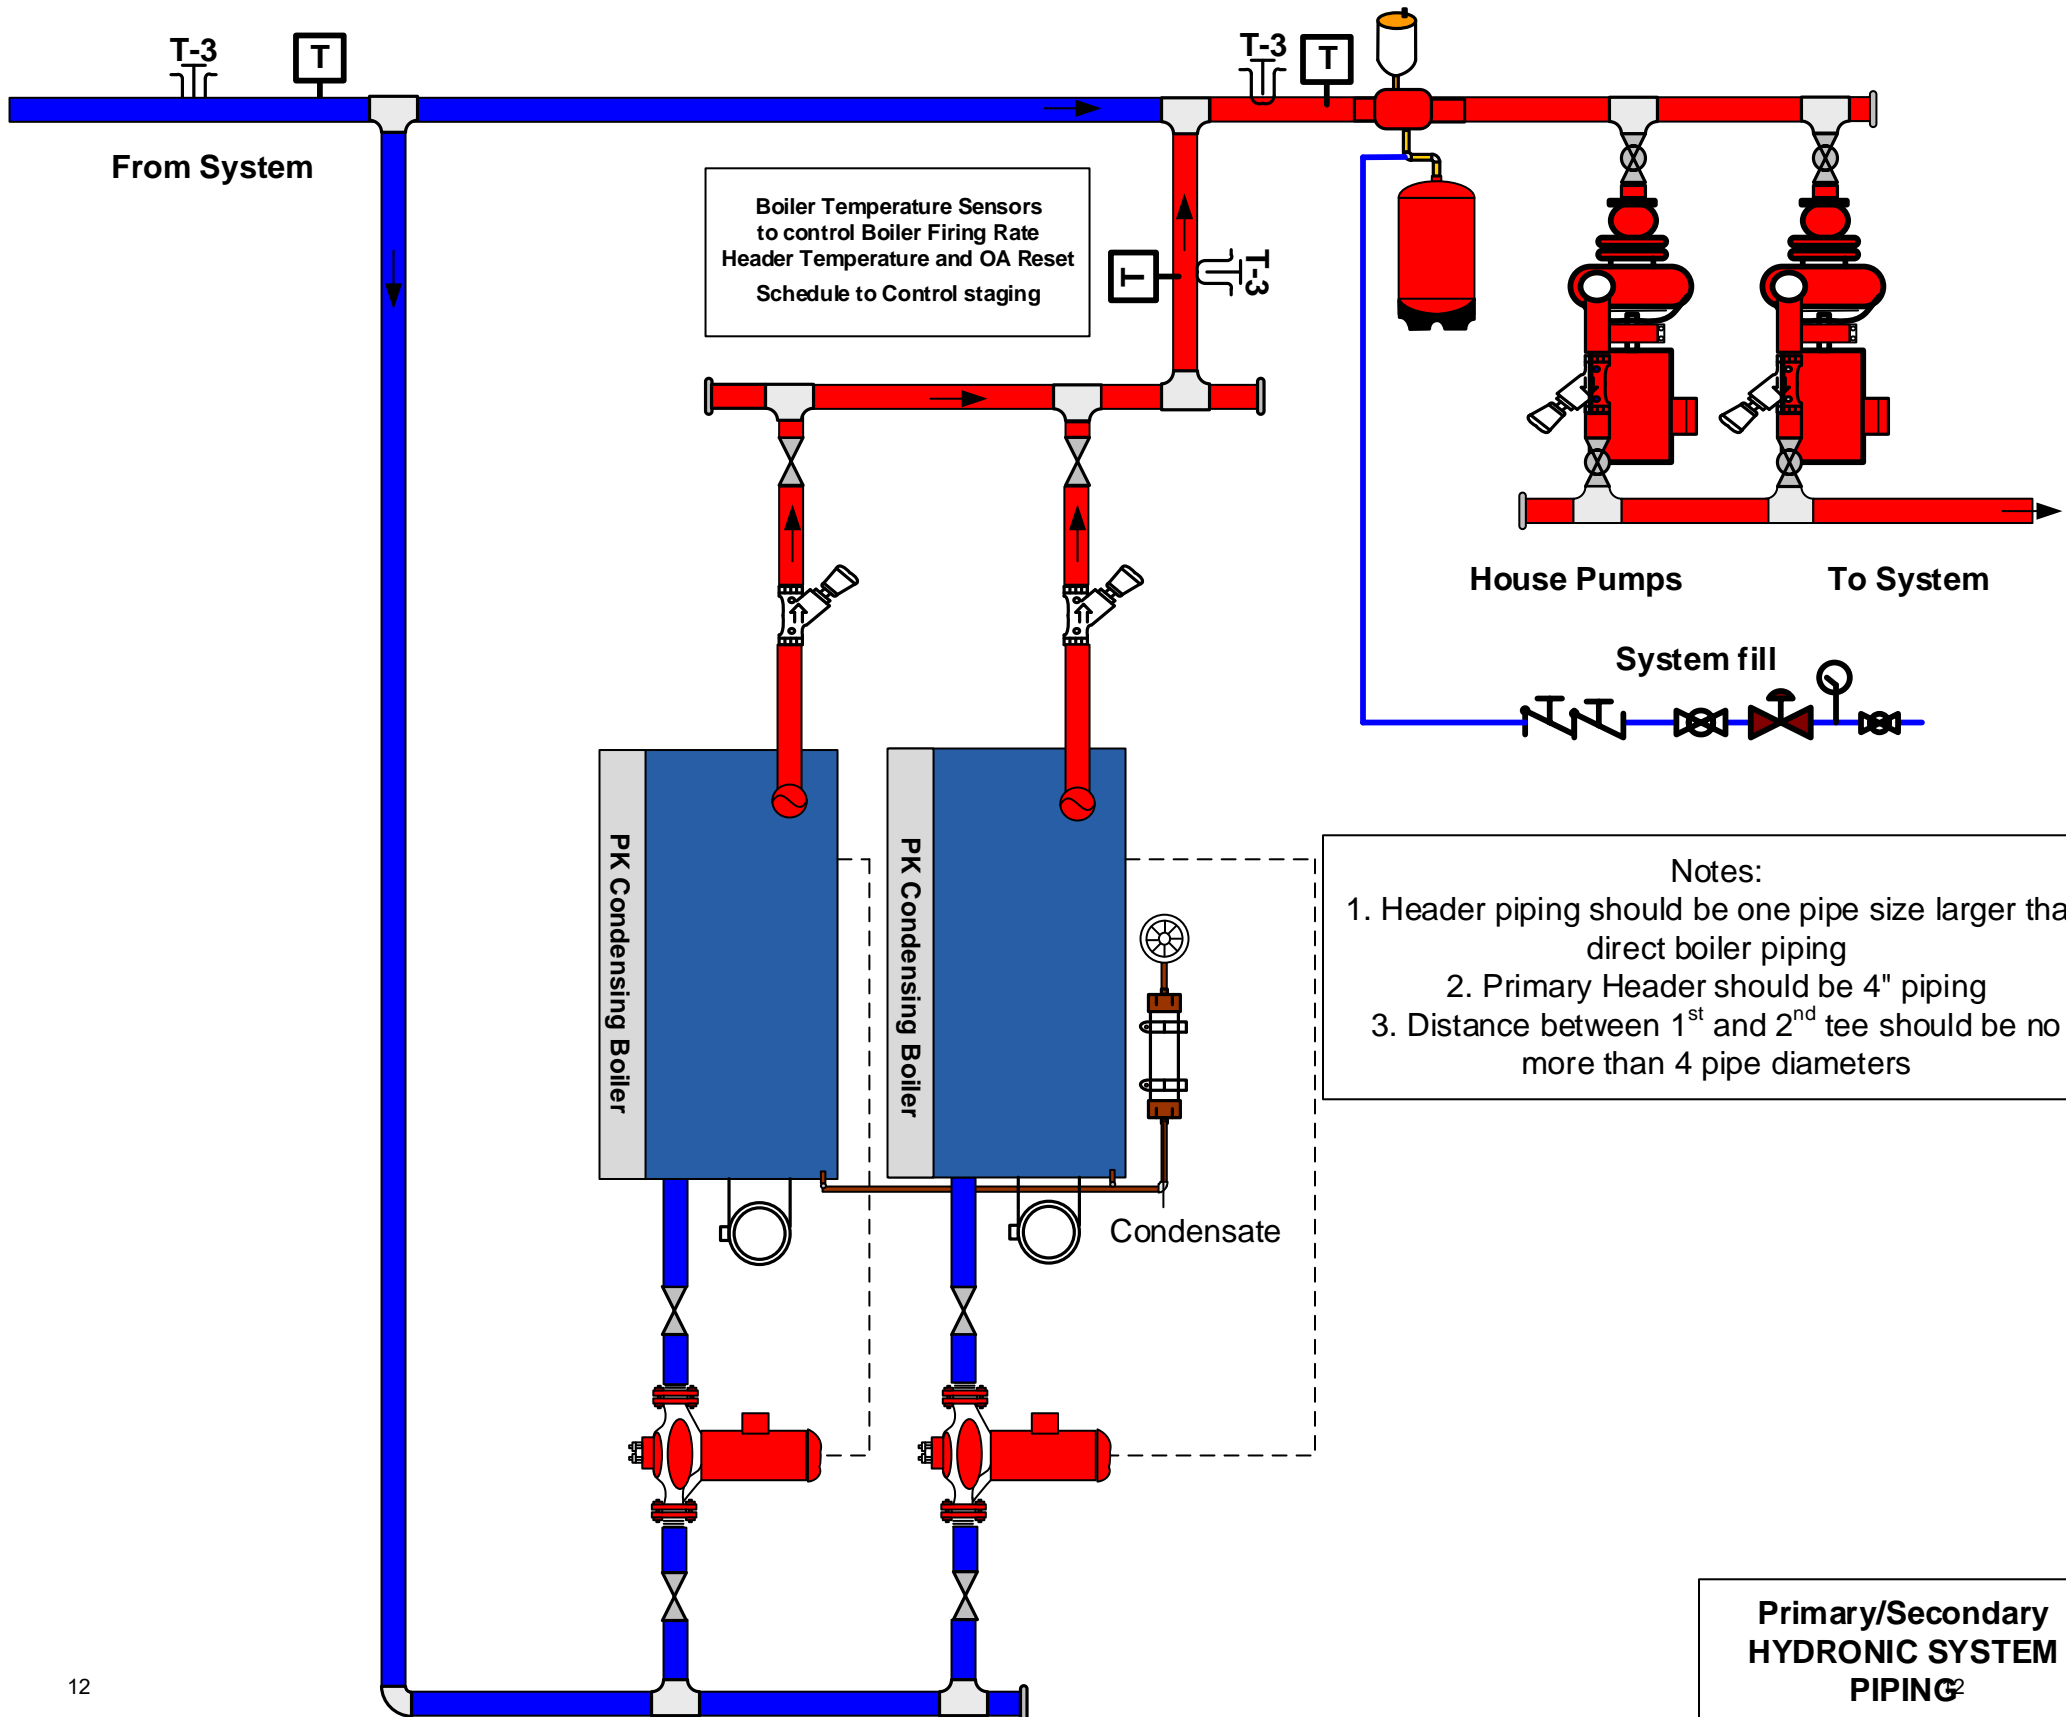 T-3
T
T-3
T
From System
Boiler Temperature Sensors
to control Boiler Firing Rate
Header Temperature and OA Reset
Schedule to Control staging
T
T-3
House Pumps
To System
System fill
PK Condensing Boiler
PK Condensing Boiler
Notes:
1. Header piping should be one pipe size larger tha
direct boiler piping
2. Primary Header should be 4" piping
3. Distance between 1st and 2nd tee should be no
more than 4 pipe diameters
Condensate
Primary/Secondary
HYDRONIC SYSTEM
PIPING
12
12